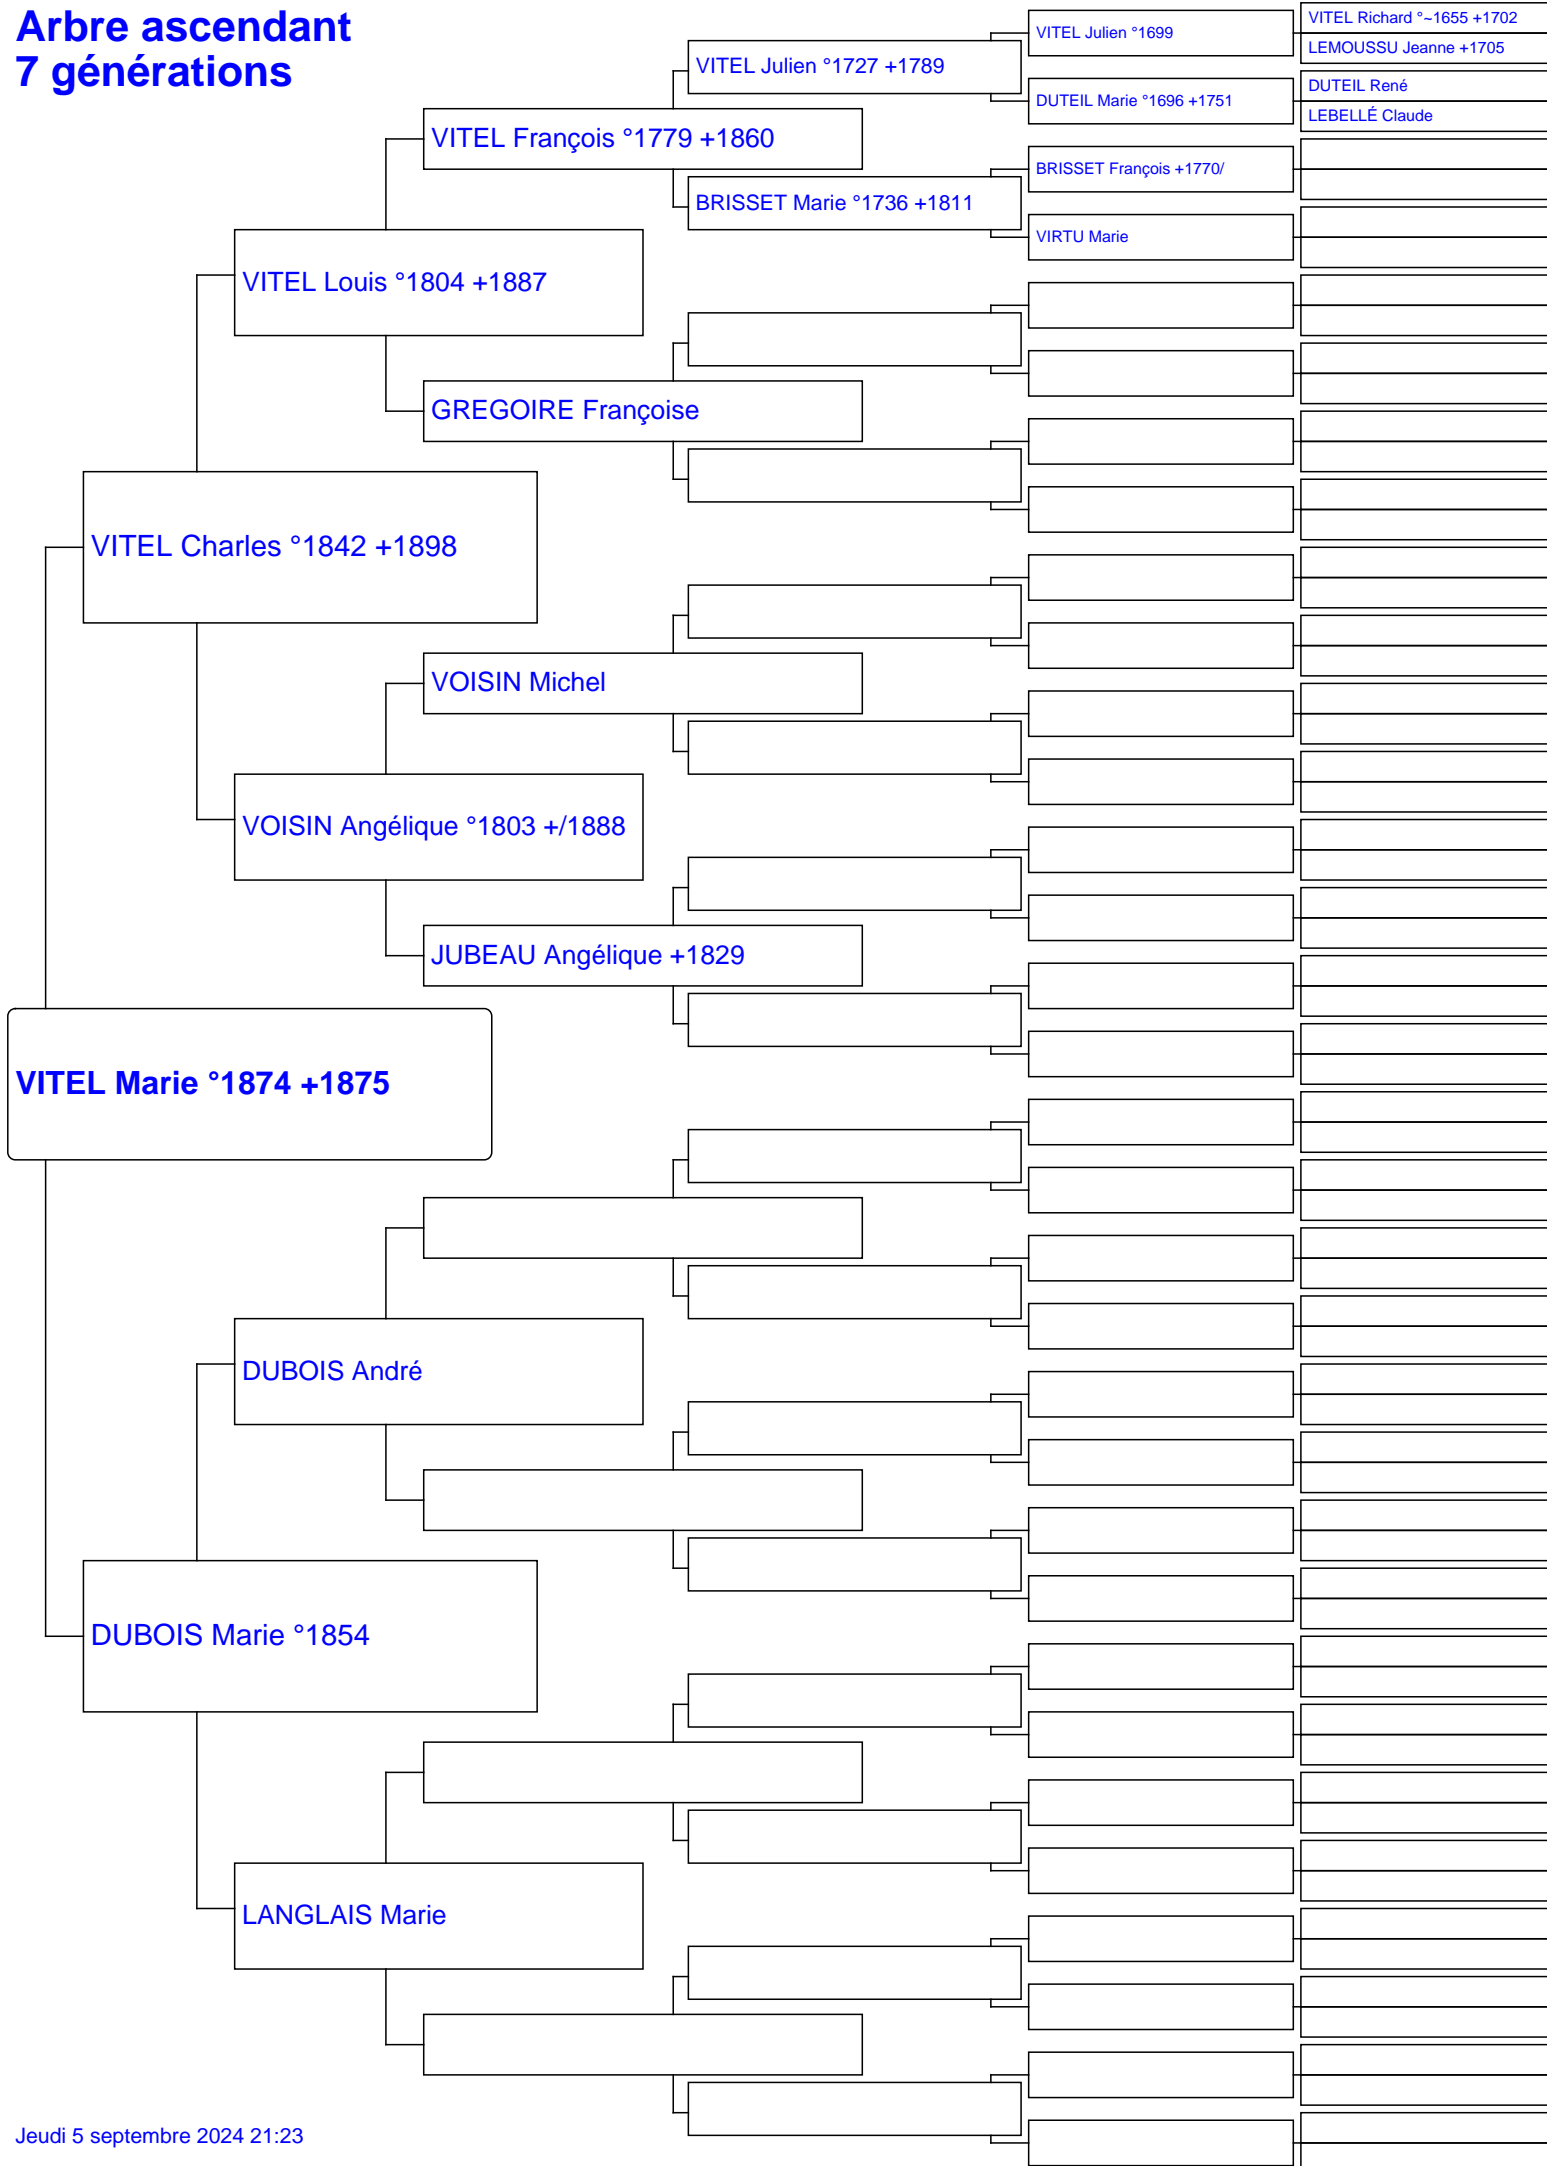 Arbre ascendant
7 générations
VITEL Richard °~1655 +1702
VITEL Julien °1699
LEMOUSSU Jeanne +1705
VITEL Julien °1727 +1789
DUTEIL René
DUTEIL Marie °1696 +1751
LEBELLÉ Claude
VITEL François °1779 +1860
BRISSET François +1770/
BRISSET Marie °1736 +1811
VIRTU Marie
VITEL Louis °1804 +1887
GREGOIRE Françoise
VITEL Charles °1842 +1898
VOISIN Michel
VOISIN Angélique °1803 +/1888
JUBEAU Angélique +1829
VITEL Marie °1874 +1875
DUBOIS André
DUBOIS Marie °1854
LANGLAIS Marie
Jeudi 5 septembre 2024 21:23